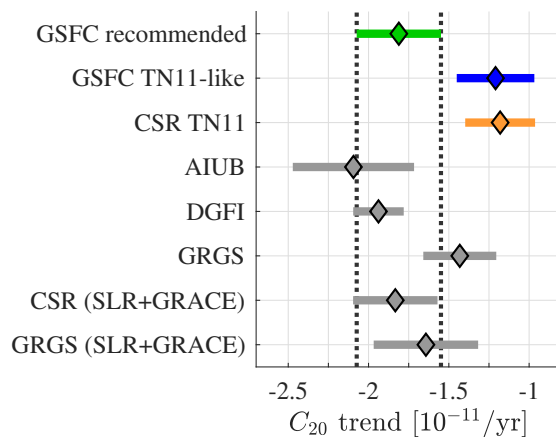 GSFC recommended
GSFC TN11-like
CSR TN11
AIUB
DGFI
GRGS
CSR (SLR+GRACE)
GRGS (SLR+GRACE)
-2.5 -2 -1.5 -1
C₂₀ trend [10⁻¹¹/yr]